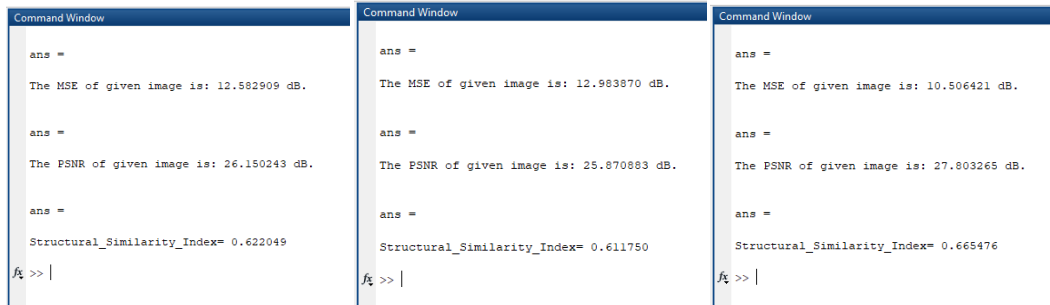 Command Window
ans =
The MSE of given image is: 12.582909 dB.
ans =
The PSNR of given image is: 26.150243 dB.
ans =
Structural_Similarity_Index= 0.622049
fx >>
Command Window
ans =
The MSE of given image is: 12.983870 dB.
ans =
The PSNR of given image is: 25.870883 dB.
ans =
Structural_Similarity_Index= 0.611750
fx >>
Command Window
ans =
The MSE of given image is: 10.506421 dB.
ans =
The PSNR of given image is: 27.803265 dB.
ans =
Structural_Similarity_Index= 0.665476
fx >>